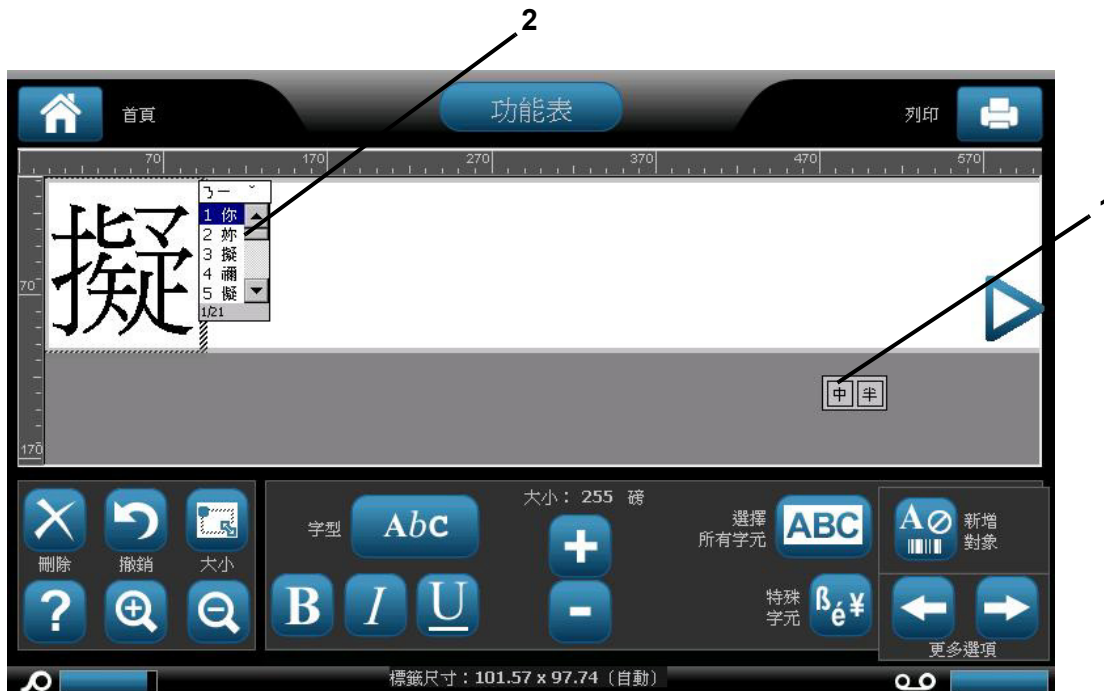 2
首頁
功能表
列印
70 170 270 370 470 570
擬
ㄋㄧ ˇ
1 你
2 妳
3 擬
4 禰
5 儗
1/21
1
70
中 半
170
大小：255 磅
字型 AbC
選擇
所有字元
ABC
A
新增
對象
刪除 撤銷 大小
?
B I U
+
-
特殊
字元
ßé¥
更多選項
標籤尺寸：101.57 x 97.74（自動）